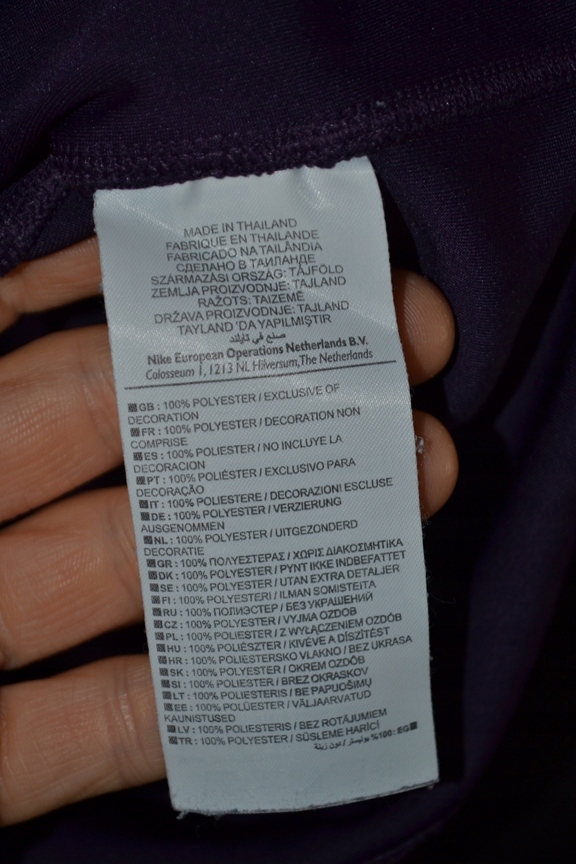 MADE IN THAILAND
FABRIQUE EN THAILANDE
FABRICADO NA TAILÂNDIA
СДЕЛАНО В ТАИЛАНДЕ
SZÁRMAZÁSI ORSZÁG: TÁJFÖLD
ZEMLJA PROIZVODNJE: TAJLAND
RAŽOTS: TAIZEMĒ
DRŽAVA PROIZVODNJE: TAJLAND
TAYLAND 'DA YAPILMIŞTIR
صنع في تايلند
Nike European Operations Netherlands B.V.
Colosseum 1, 1213 NL Hilversum, The Netherlands
GB : 100% POLYESTER / EXCLUSIVE OF
DECORATION
FR : 100% POLYESTER / DECORATION NON
COMPRISE
ES : 100% POLIESTER / NO INCLUYE LA
DECORACION
PT : 100% POLIÉSTER / EXCLUSIVO PARA
DECORAÇÃO
IT : 100% POLIESTERE / DECORAZIONI ESCLUSE
DE : 100% POLYESTER / VERZIERUNG
AUSGENOMMEN
NL : 100% POLYESTER / UITGEZONDERD
DECORATIE
GR : 100% ΠΟΛΥΕΣΤΕΡΑΣ / ΧΩΡΙΣ ΔΙΑΚΟΣΜΗΤΙΚΑ
DK : 100% POLYESTER / PYNT IKKE INDBEFATTET
SE : 100% POLYESTER / UTAN EXTRA DETALJER
FI : 100% POLYESTERI / ILMAN SOMISTEITA
RU : 100% ПОЛИЭСТЕР / БЕЗ УКРАШЕНИЙ
CZ : 100% POLYESTER / VYJMA OZDOB
PL : 100% POLIESTER / Z WYŁĄCZENIEM OZDÓB
HU : 100% POLIÉSZTER / KIVÉVE A DÍSZÍTÉST
HR : 100% POLIESTERSKO VLAKNO / BEZ UKRASA
SK : 100% POLYESTER / OKREM OZDÔB
SI : 100% POLIESTER / BREZ OKRASKOV
LT : 100% POLIESTERIS / BE PAPUOŠIMŲ
EE : 100% POLÜESTER / VÄLJAARVATUD
KAUNISTUSED
LV : 100% POLIESTERIS / BEZ ROTĀJUMIEM
TR : 100% POLYESTER / SÜSLEME HARİCİ
EG :100% بوليستر / دون زينة